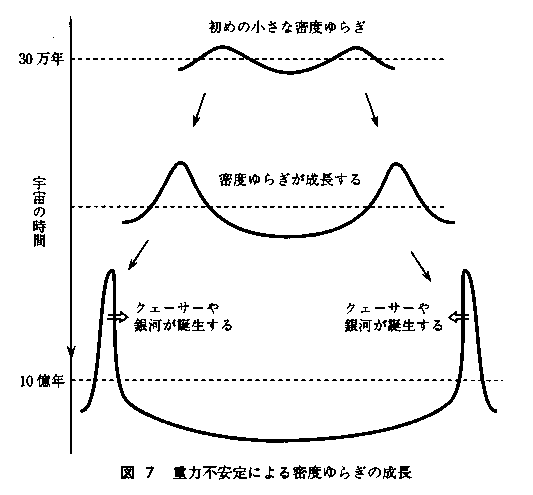 初めの小さな密度ゆらぎ
30万年
密度ゆらぎが成長する
宇宙の時間
クェーサーや
銀河が誕生する
クェーサーや
銀河が誕生する
10億年
図 7 重力不安定による密度ゆらぎの成長